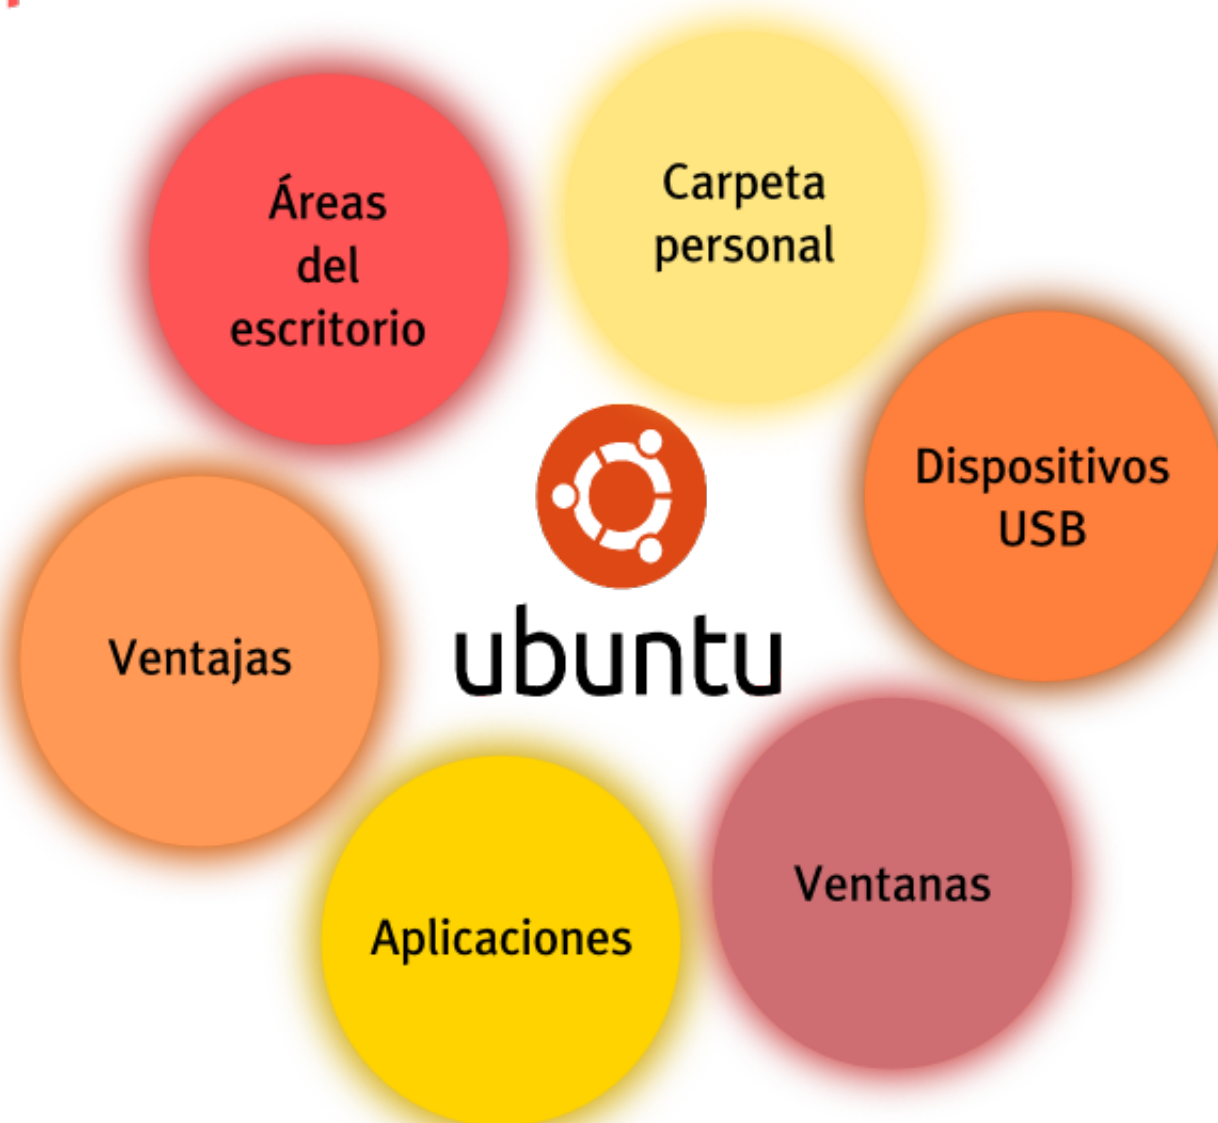 Áreas
del
escritorio
Carpeta
personal
Dispositivos
USB
Ventajas
ubuntu
Aplicaciones
Ventanas